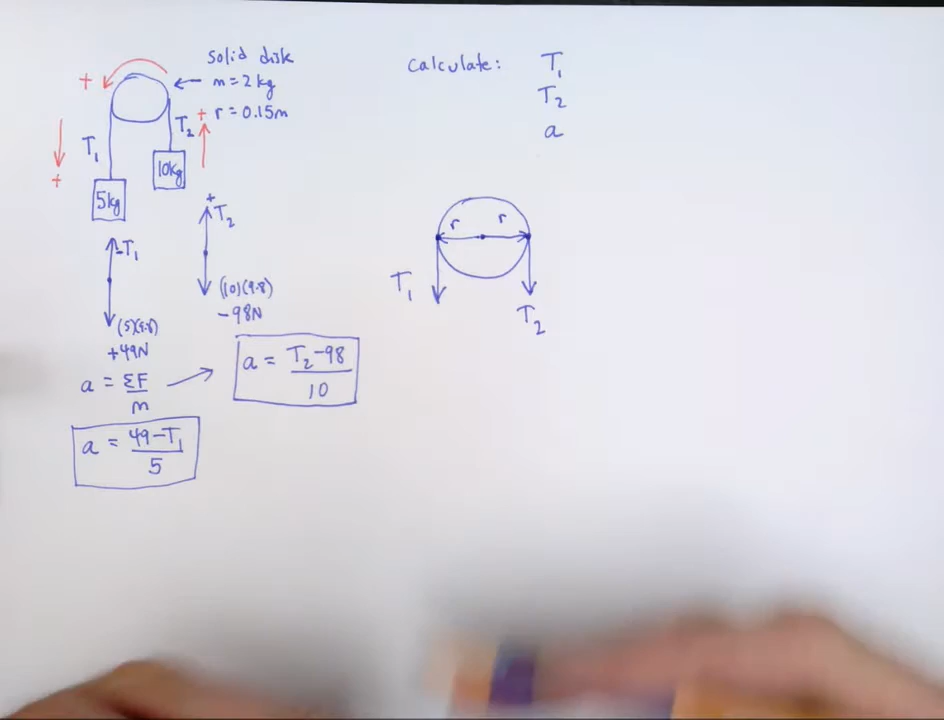 solid disk
m = 2 kg
r = 0.15m
+
+
+
T₁
T₂
5kg
10kg
-T₁
(5)(9.8)
+49N
+
T₂
(10)(9.8)
-98N
a = ΣF/m
a = (T₂-98)/10
a = (49-T₁)/5
calculate: T₁
T₂
a
r r
T₁
T₂